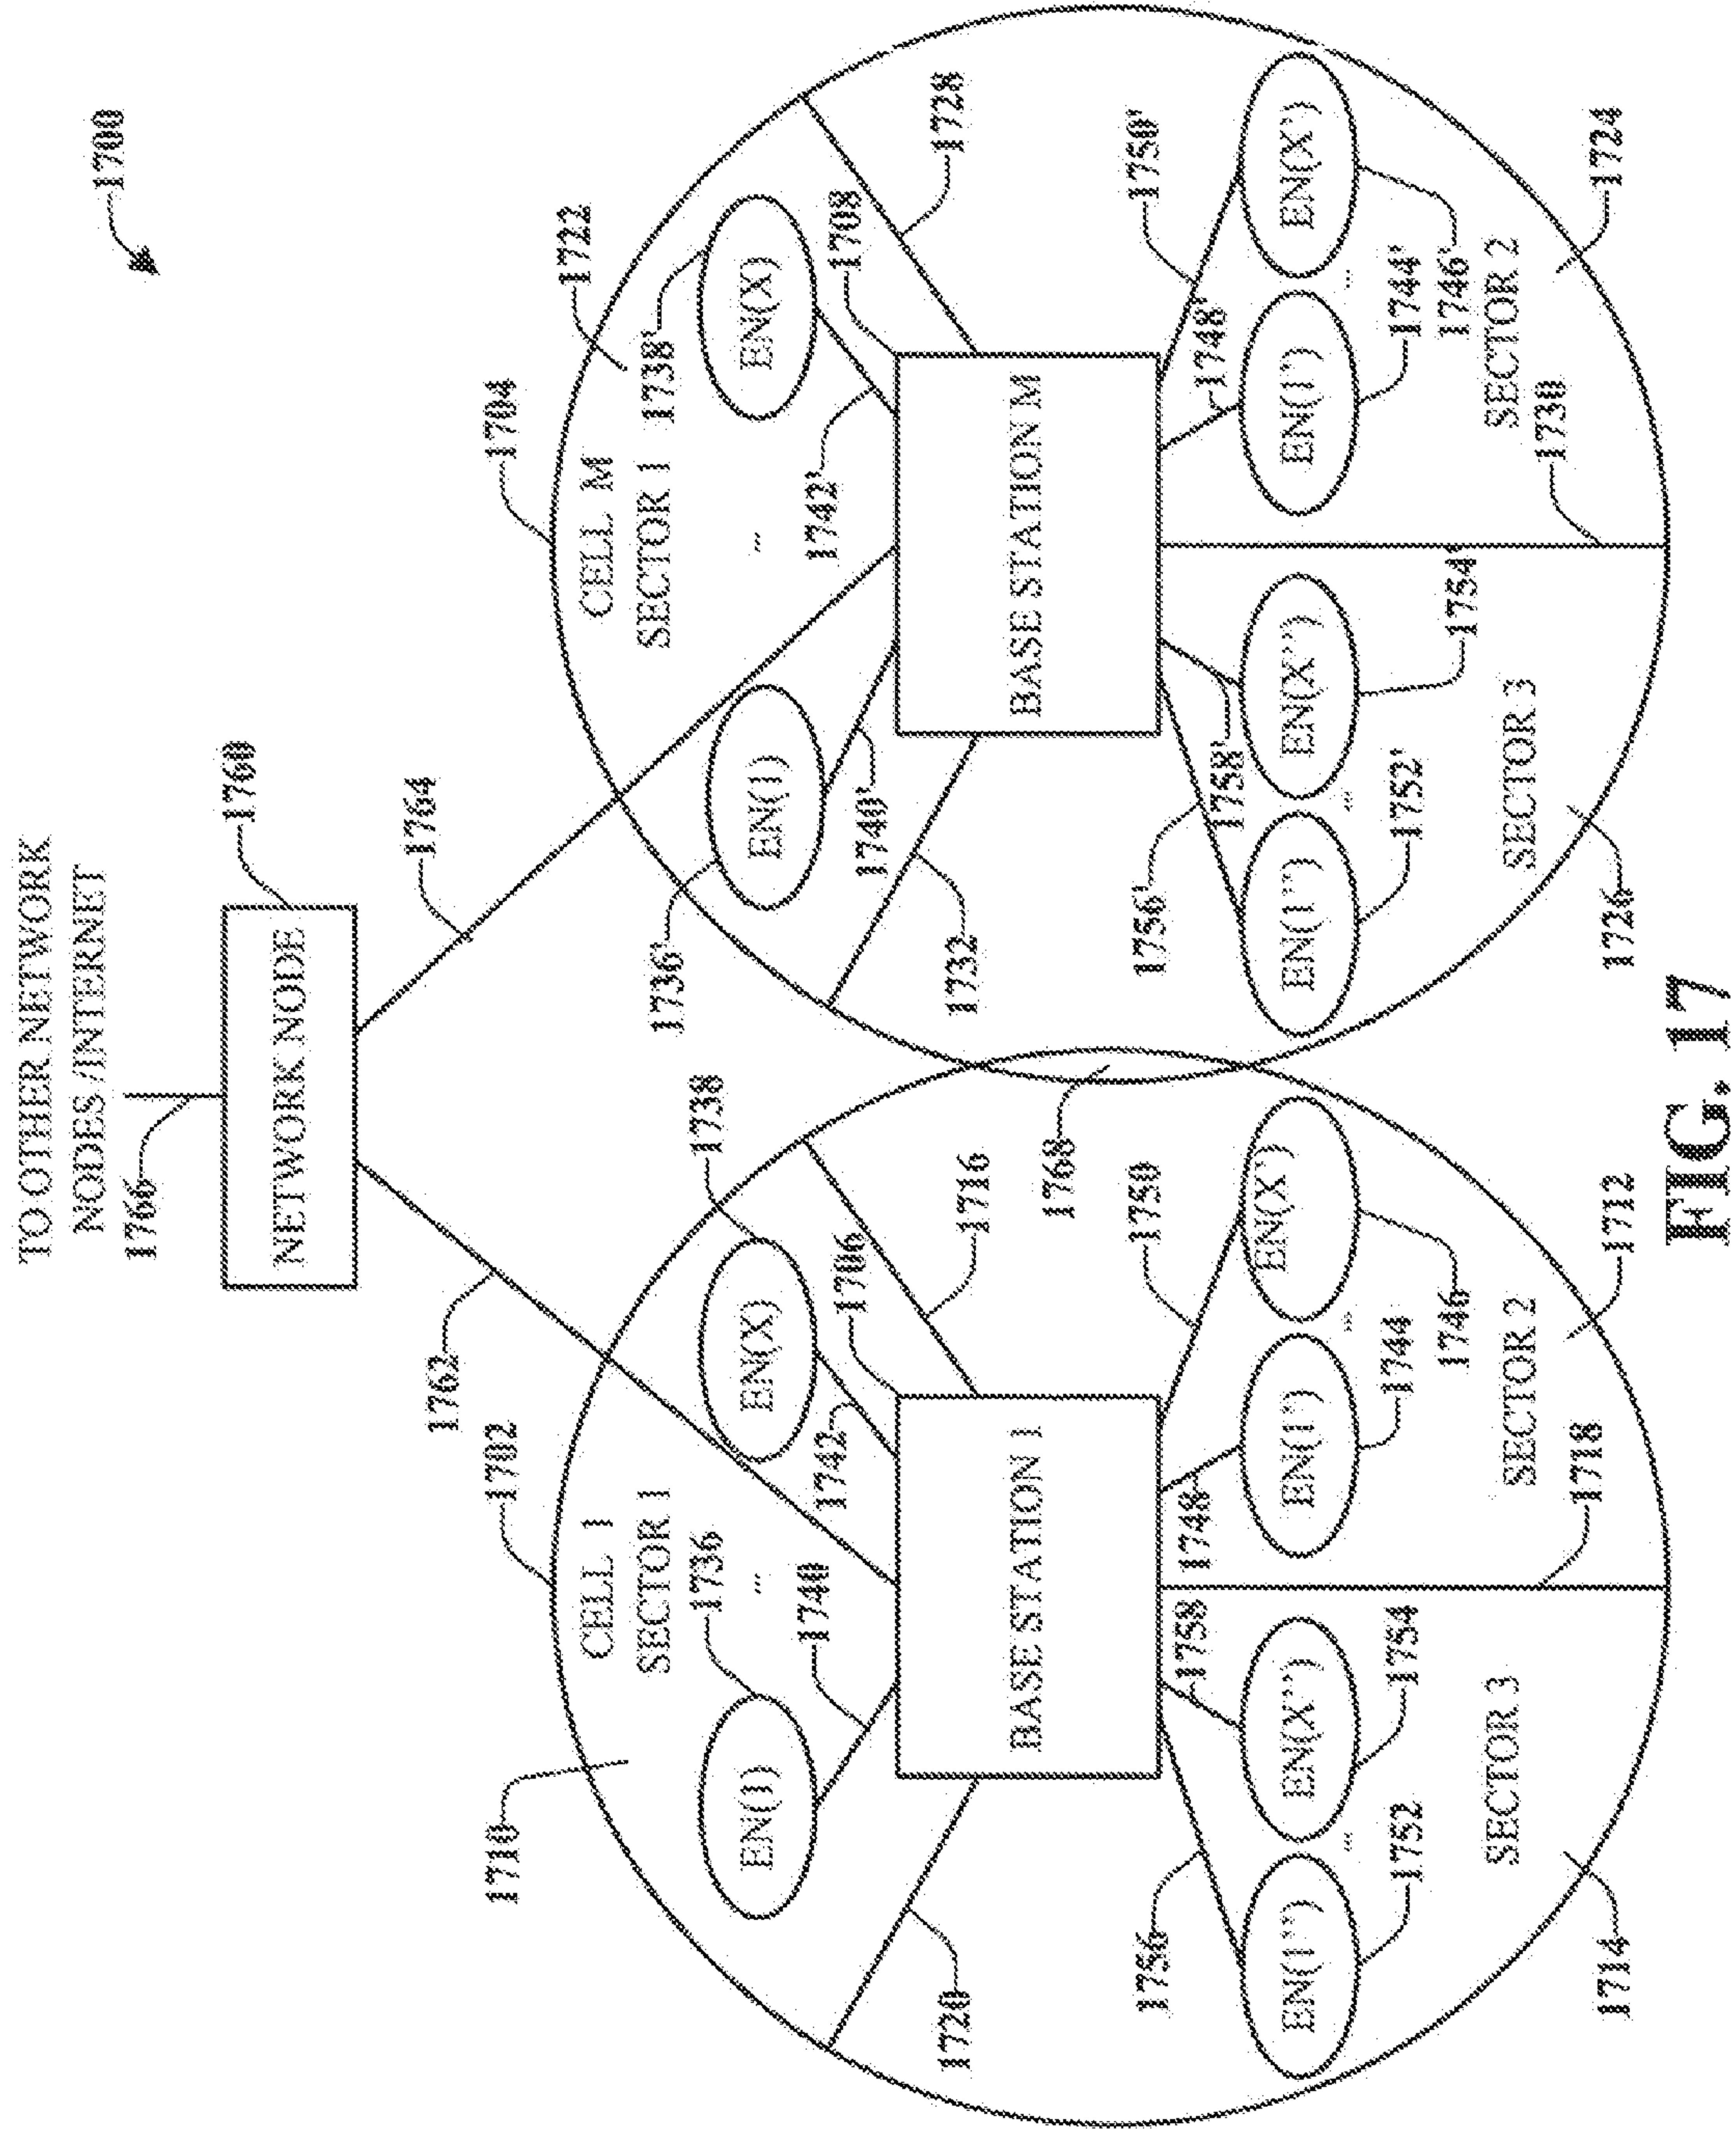 1700
TO OTHER NETWORK
NODES /INTERNET
1766
1760
NETWORK NODE
1762
1764
1702
1704
1710
CELL 1
SECTOR 1
1722
CELL M
SECTOR 1
1736
1738
1736'
1738'
EN(1)
...
EN(X)
EN(1)
...
EN(X)
1740
1742
1706
1740'
1742'
1708
1720
BASE STATION 1
1716
1732
BASE STATION M
1728
1768
1756
1758
1748
1750
1756'
1758'
1748'
1750'
EN(1'')
...
EN(X'')
EN(1')
...
EN(X')
EN(1'')
...
EN(X'')
EN(1')
...
EN(X')
1752
1754
1744
1746
1752'
1754'
1744'
1746'
SECTOR 3
SECTOR 2
SECTOR 3
SECTOR 2
1714
1718
1712
1726
1730
1724
FIG. 17